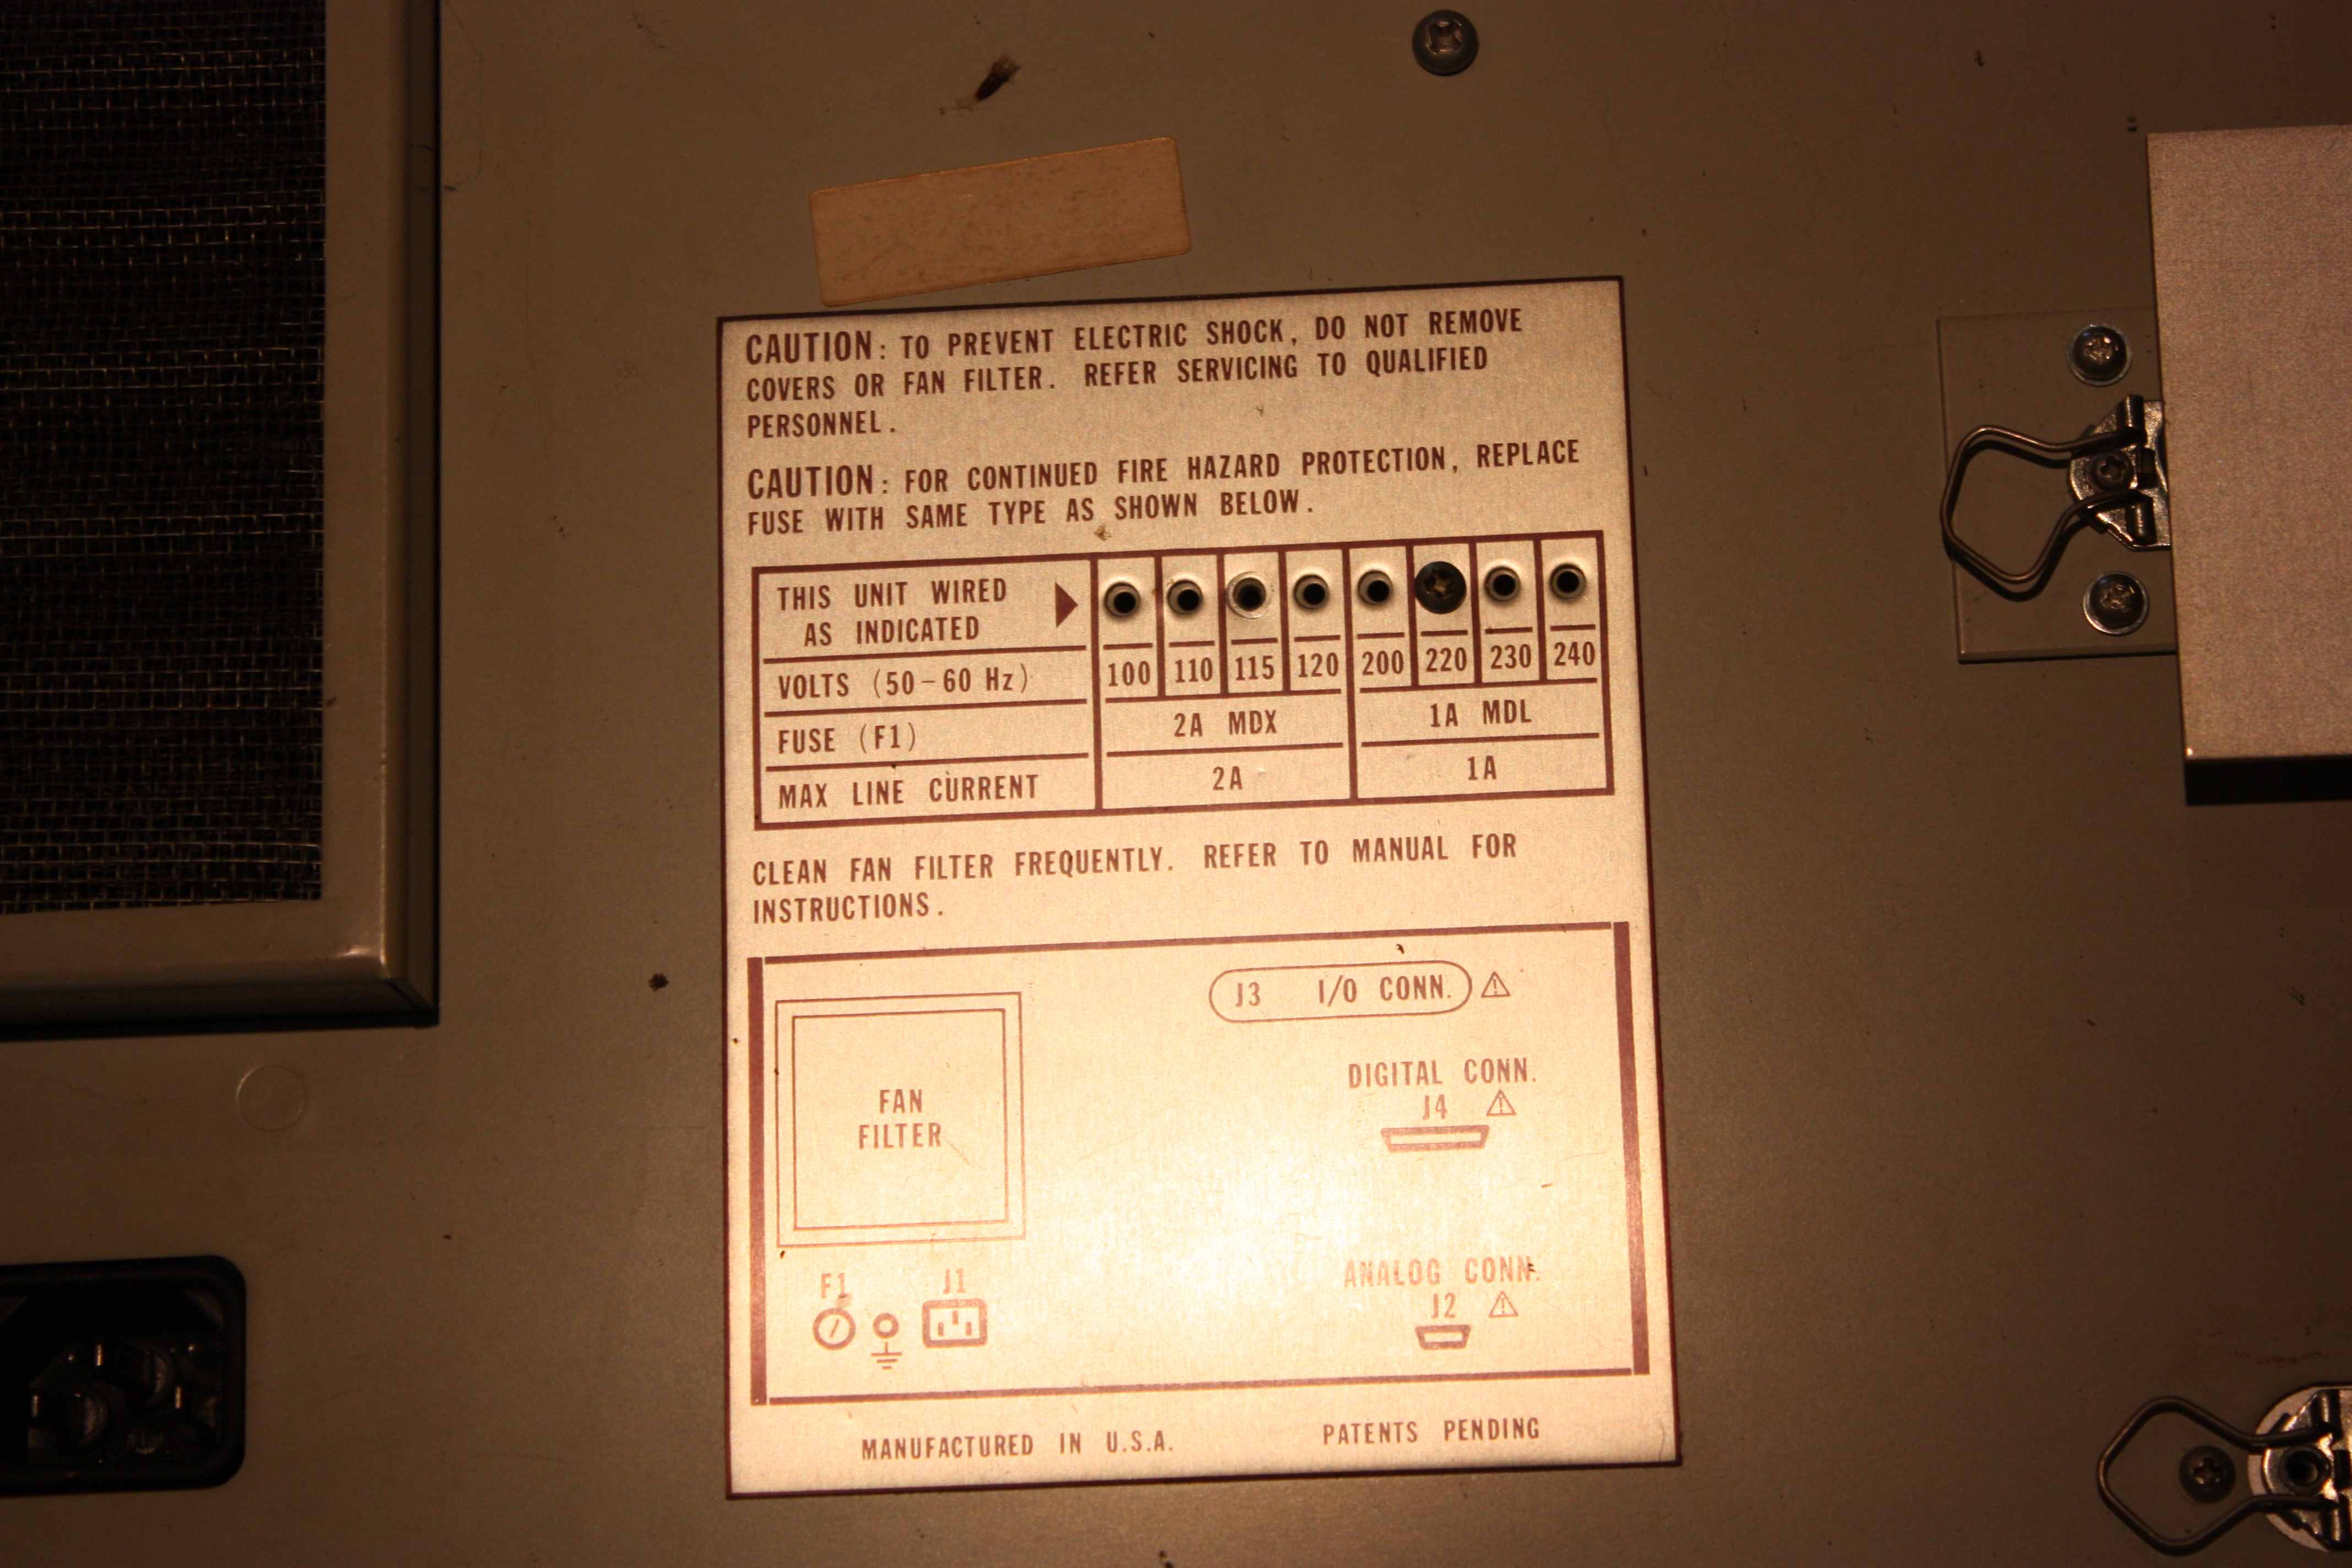 CAUTION: TO PREVENT ELECTRIC SHOCK, DO NOT REMOVE
COVERS OR FAN FILTER. REFER SERVICING TO QUALIFIED
PERSONNEL.
CAUTION: FOR CONTINUED FIRE HAZARD PROTECTION, REPLACE
FUSE WITH SAME TYPE AS SHOWN BELOW.
THIS UNIT WIRED
AS INDICATED
VOLTS (50-60 Hz) 100 110 115 120 200 220 230 240
FUSE (F1) 2A MDX 1A MDL
MAX LINE CURRENT 2A 1A
CLEAN FAN FILTER FREQUENTLY. REFER TO MANUAL FOR
INSTRUCTIONS.
J3 I/O CONN.
DIGITAL CONN.
J4
FAN
FILTER
ANALOG CONN.
J2
F1 J1
MANUFACTURED IN U.S.A. PATENTS PENDING